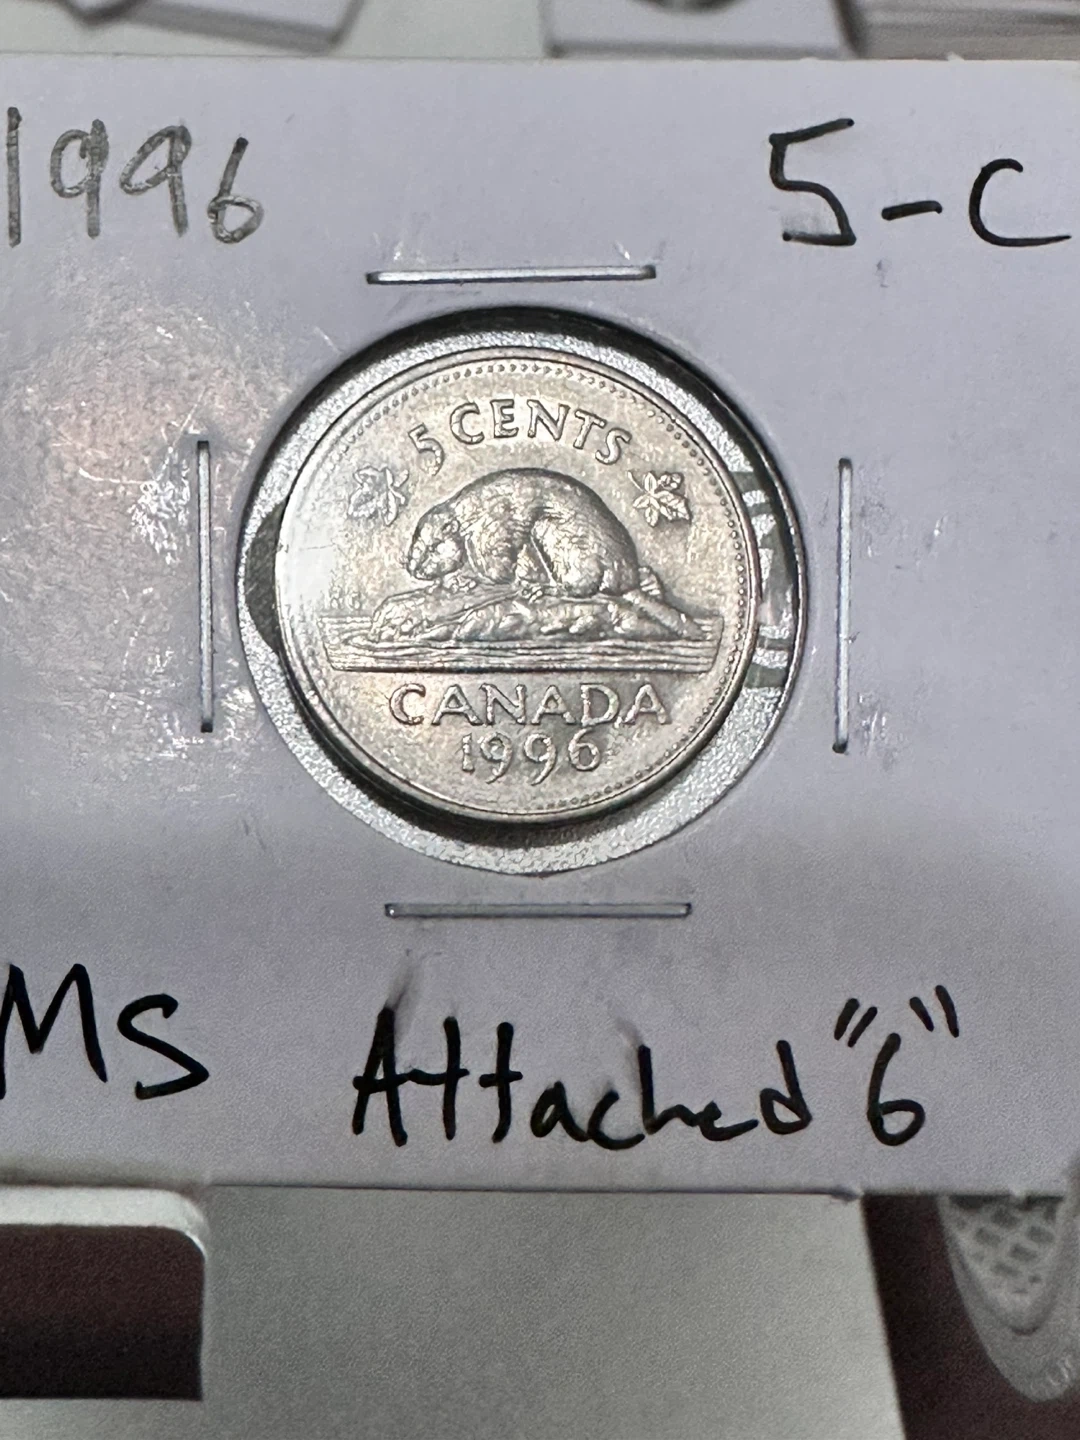 1996 5-C
5 CENTS
CANADA
1996
MS Attached "6"